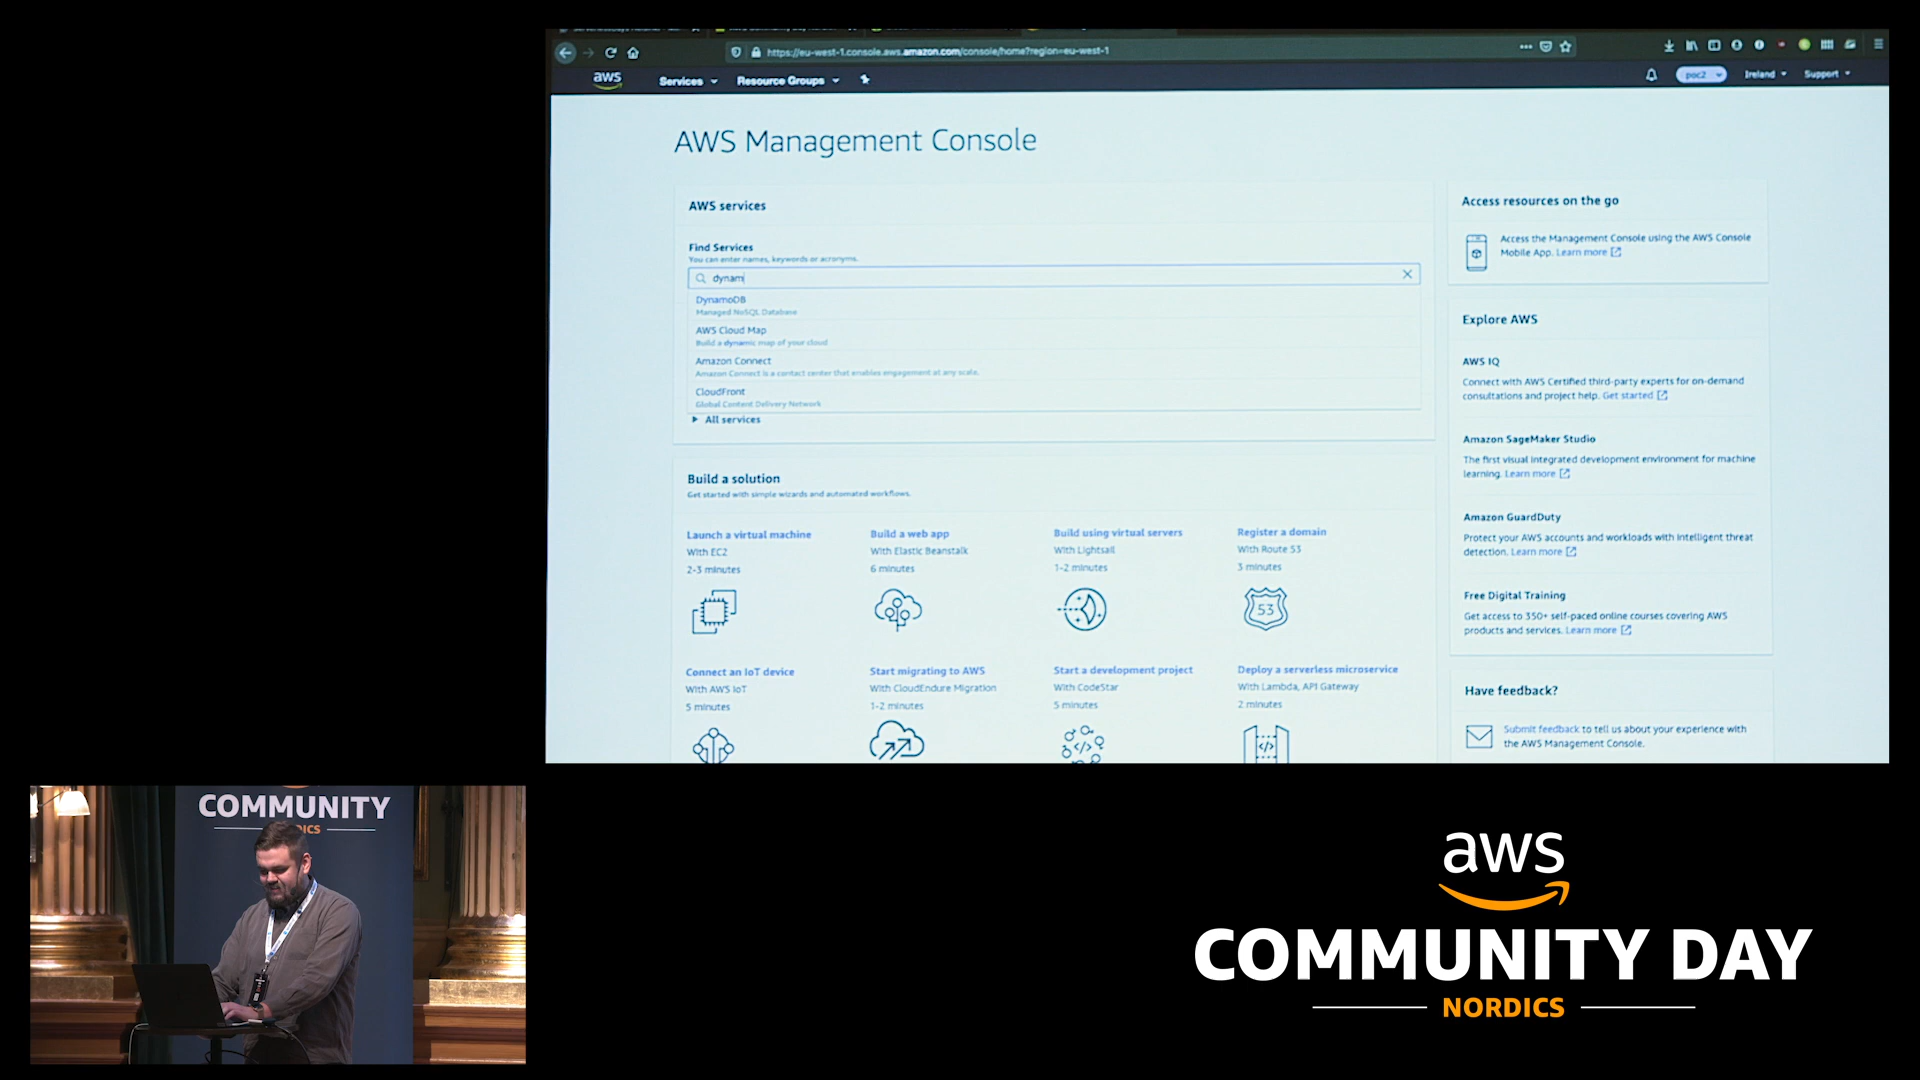 https://eu-west-1.console.aws.amazon.com/console/home?region=eu-west-1
aws
Services
Resource Groups
poc2
Ireland
Support
AWS Management Console
AWS services
Find Services
You can enter names, keywords or acronyms.
dynam
DynamoDB
Managed NoSQL Database
AWS Cloud Map
Build a dynamic map of your cloud
Amazon Connect
Amazon Connect is a contact center that enables engagement at any scale.
CloudFront
Global Content Delivery Network
All services
Build a solution
Get started with simple wizards and automated workflows.
Launch a virtual machine
With EC2
2-3 minutes
Build a web app
With Elastic Beanstalk
6 minutes
Build using virtual servers
With Lightsail
1-2 minutes
Register a domain
With Route 53
3 minutes
53
Connect an IoT device
With AWS IoT
5 minutes
Start migrating to AWS
With CloudEndure Migration
1-2 minutes
Start a development project
With CodeStar
5 minutes
Deploy a serverless microservice
With Lambda, API Gateway
2 minutes
Access resources on the go
Access the Management Console using the AWS Console
Mobile App. Learn more
Explore AWS
AWS IQ
Connect with AWS Certified third-party experts for on-demand
consultations and project help. Get started
Amazon SageMaker Studio
The first visual integrated development environment for machine
learning. Learn more
Amazon GuardDuty
Protect your AWS accounts and workloads with intelligent threat
detection. Learn more
Free Digital Training
Get access to 350+ self-paced online courses covering AWS
products and services. Learn more
Have feedback?
Submit feedback to tell us about your experience with
the AWS Management Console.
COMMUNITY
aws
COMMUNITY DAY
NORDICS